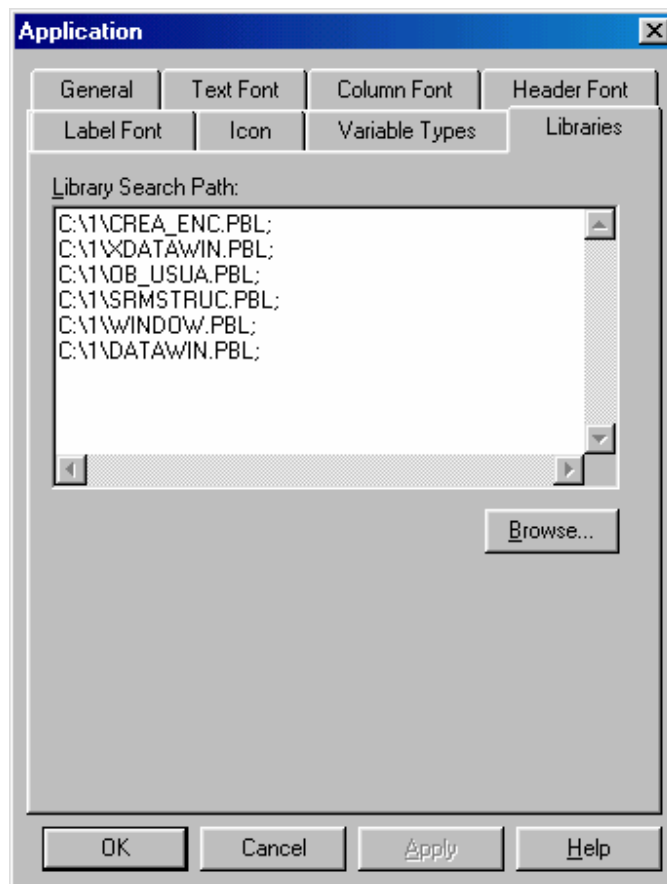 Application
General Text Font Column Font Header Font
Label Font Icon Variable Types Libraries
Library Search Path:
C:\1\CREA_ENC.PBL;
C:\1\XDATAWIN.PBL;
C:\1\OB_USUA.PBL;
C:\1\SRMSTRUC.PBL;
C:\1\WINDOW.PBL;
C:\1\DATAWIN.PBL;
Browse...
OK Cancel Apply Help